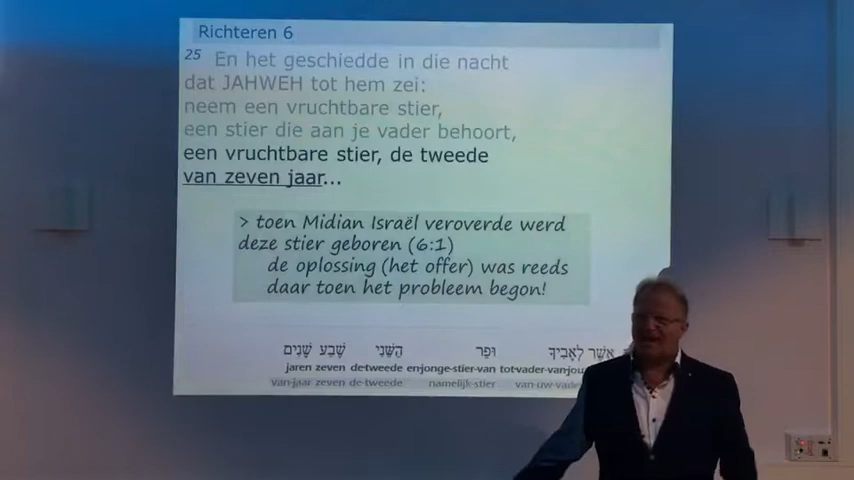 Richteren 6
25 En het geschiedde in die nacht
dat JAHWEH tot hem zei:
neem een vruchtbare stier,
een stier die aan je vader behoort,
een vruchtbare stier, de tweede
van zeven jaar...
> toen Midian Israël veroverde werd
deze stier geboren (6:1)
de oplossing (het offer) was reeds
daar toen het probleem begon!
אֲשֶׁר לְאָבִיךָ וּפַר הַשֵּׁנִי שֶׁבַע שָׁנִים
jaren zeven de-tweede en-jonge-stier-van tot-vader-van-jou
van-jaar zeven de-tweede namelijk-stier van-uw-vader